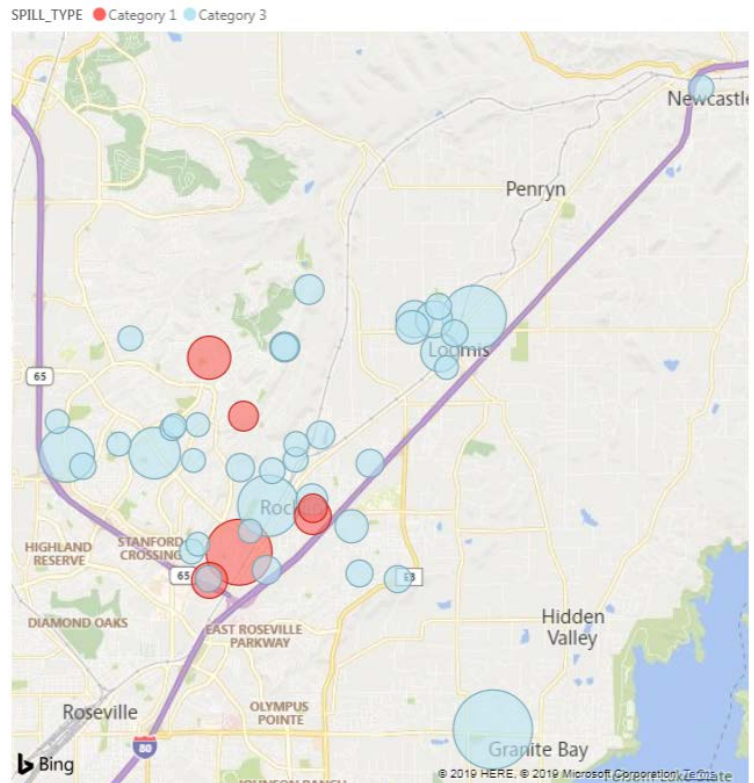 SPILL_TYPE Category 1 Category 3
Newcastle
Penryn
Loomis
65
HIGHLAND
RESERVE
STANFORD
CROSSING
65
E3
DIAMOND OAKS
EAST ROSEVILLE
PARKWAY
Hidden
Valley
Roseville
OLYMPUS
POINTE
80
Granite Bay
Bing
© 2019 HERE, © 2019 Microsoft Corporation Terms